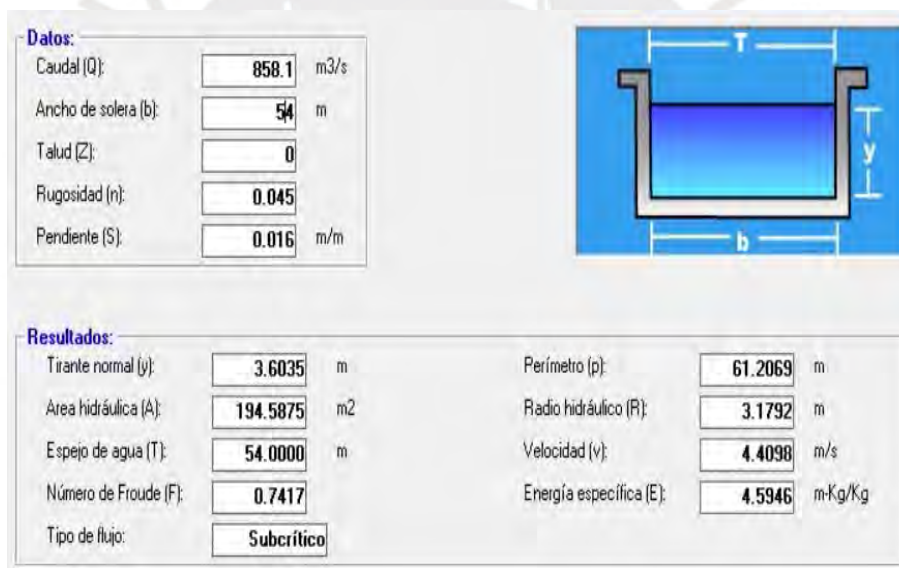 Datos:
Caudal (Q): 858.1 m3/s
Ancho de solera (b): 54 m
Talud (Z): 0
Rugosidad (n): 0.045
Pendiente (S): 0.016 m/m
T
y
b
Resultados:
Tirante normal (y): 3.6035 m
Area hidráulica (A): 194.5875 m2
Espejo de agua (T): 54.0000 m
Número de Froude (F): 0.7417
Tipo de flujo: Subcrítico
Perímetro (p): 61.2069 m
Radio hidráulico (R): 3.1792 m
Velocidad (v): 4.4098 m/s
Energía específica (E): 4.5946 m-Kg/Kg